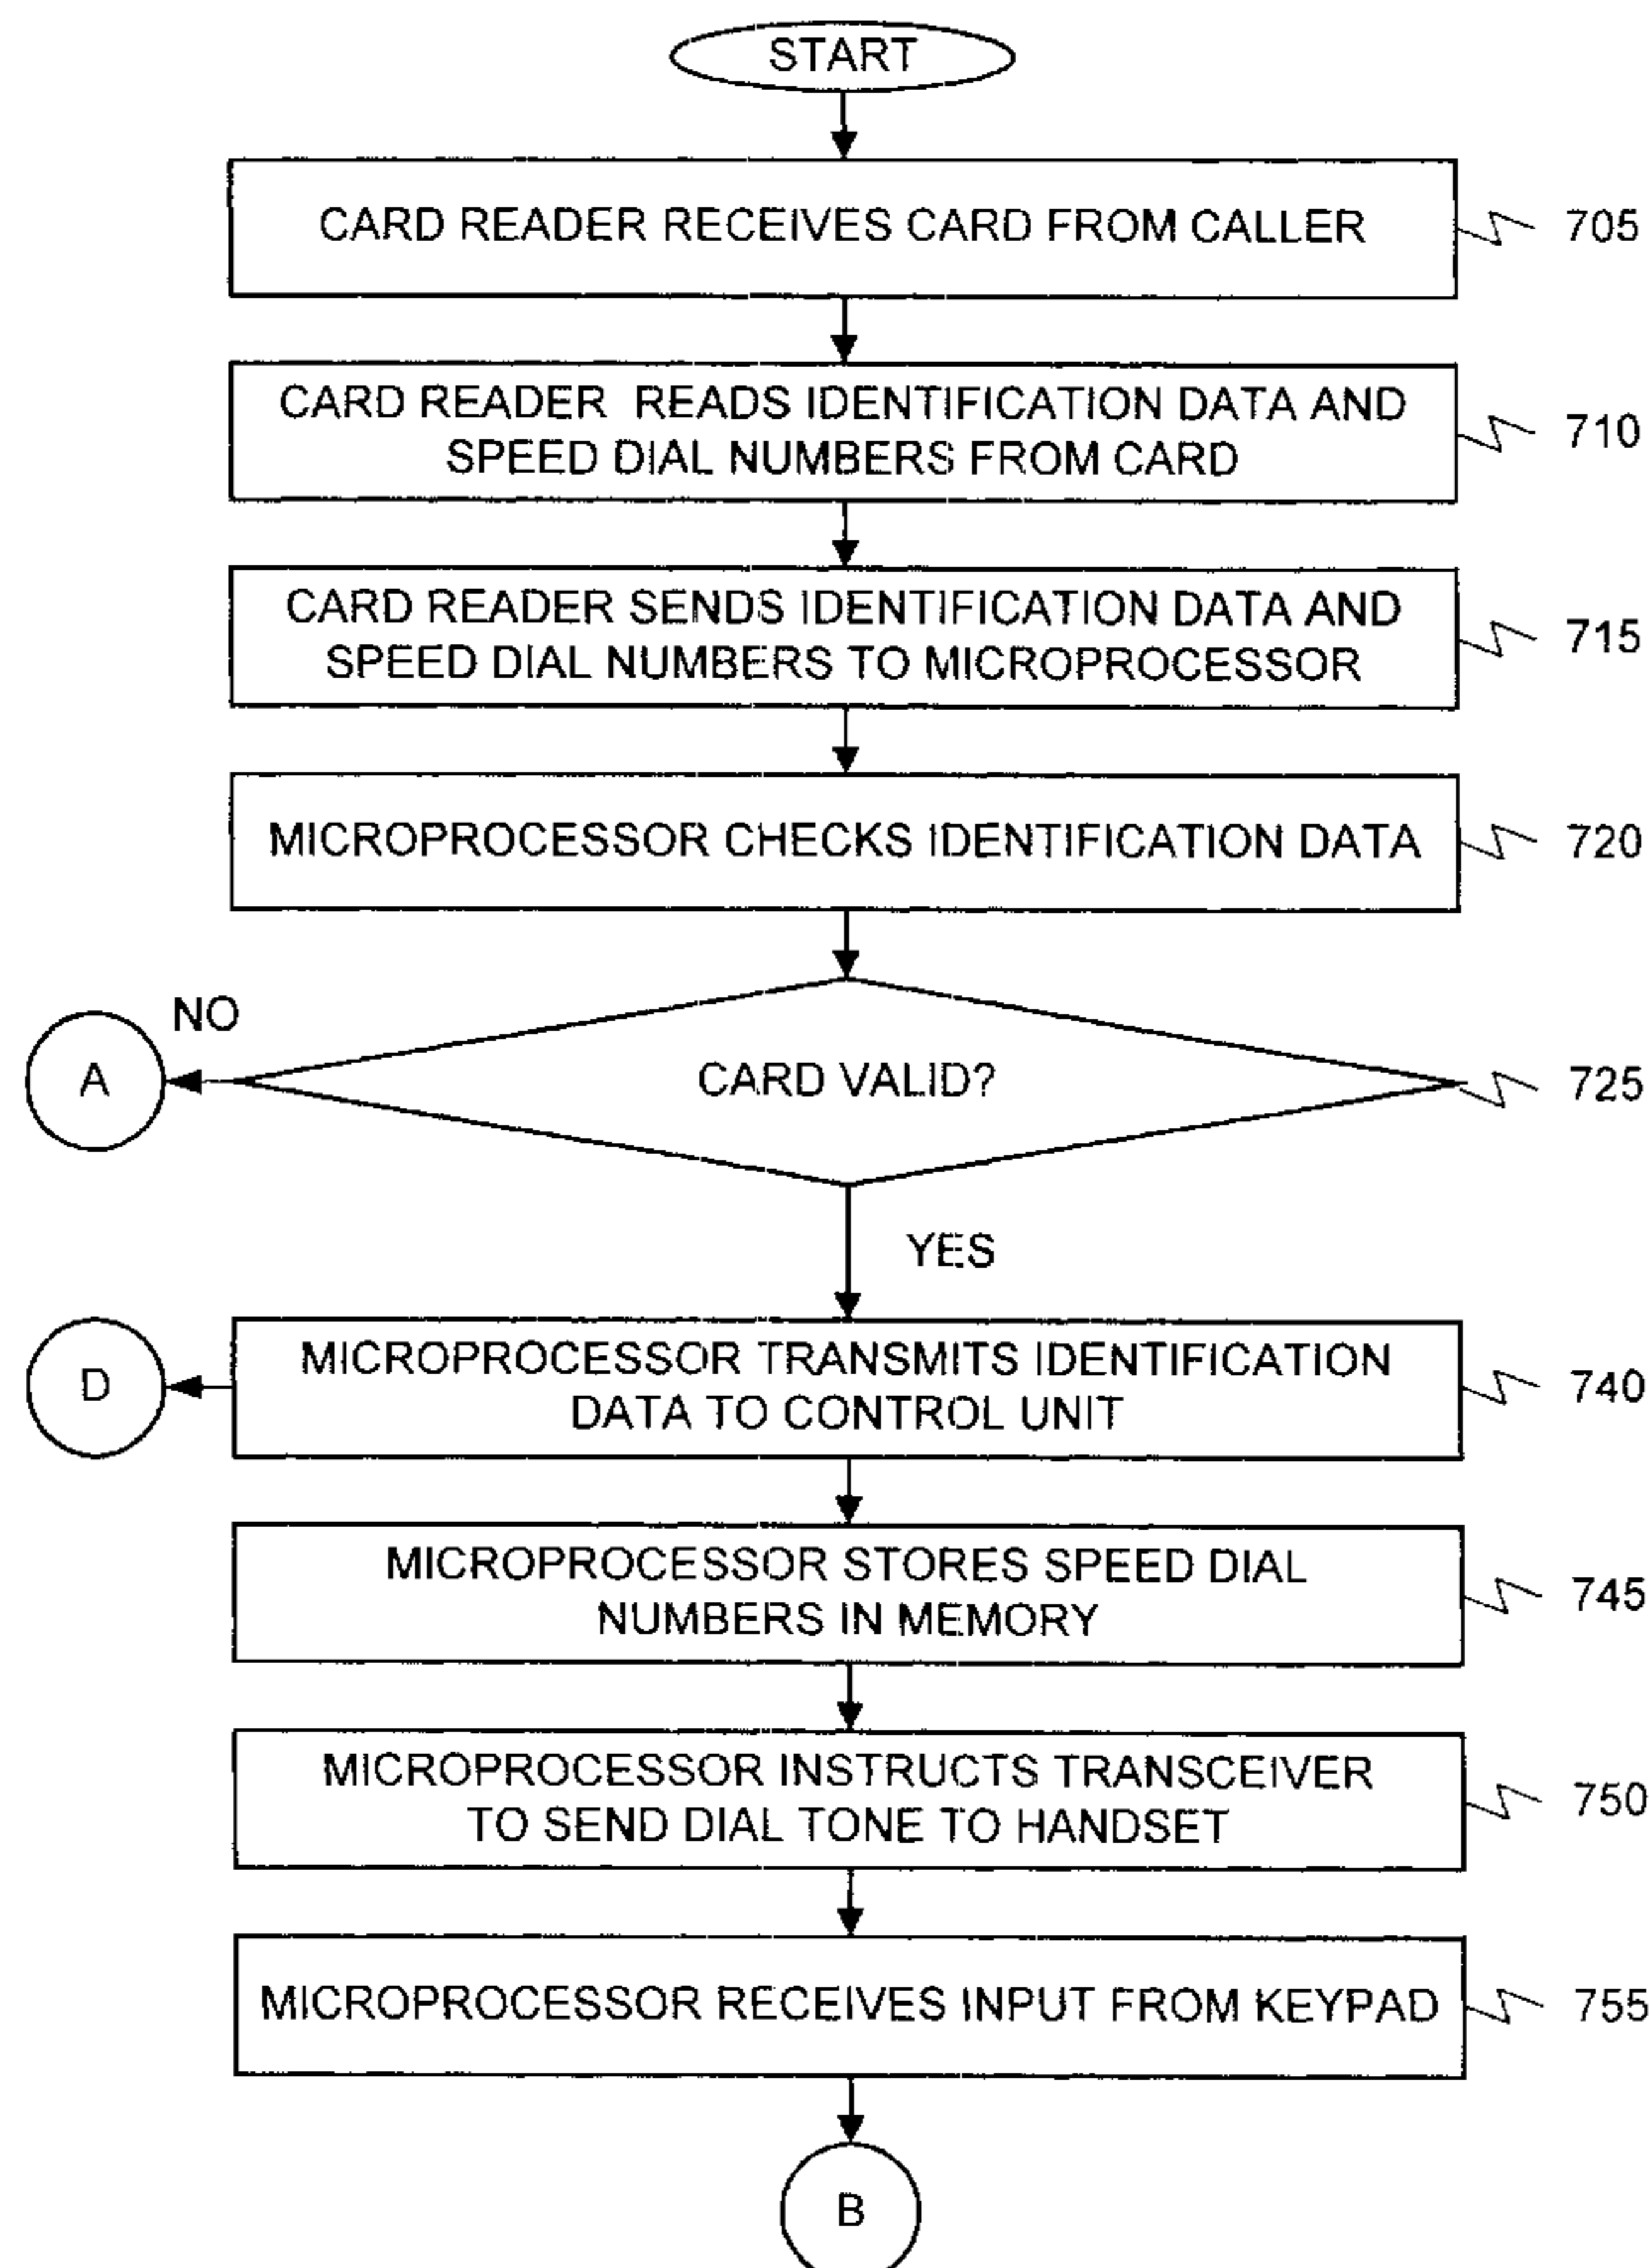 START
CARD READER RECEIVES CARD FROM CALLER
705
CARD READER READS IDENTIFICATION DATA AND
SPEED DIAL NUMBERS FROM CARD
710
CARD READER SENDS IDENTIFICATION DATA AND
SPEED DIAL NUMBERS TO MICROPROCESSOR
715
MICROPROCESSOR CHECKS IDENTIFICATION DATA
720
NO
A
CARD VALID?
725
YES
D
MICROPROCESSOR TRANSMITS IDENTIFICATION
DATA TO CONTROL UNIT
740
MICROPROCESSOR STORES SPEED DIAL
NUMBERS IN MEMORY
745
MICROPROCESSOR INSTRUCTS TRANSCEIVER
TO SEND DIAL TONE TO HANDSET
750
MICROPROCESSOR RECEIVES INPUT FROM KEYPAD
755
B